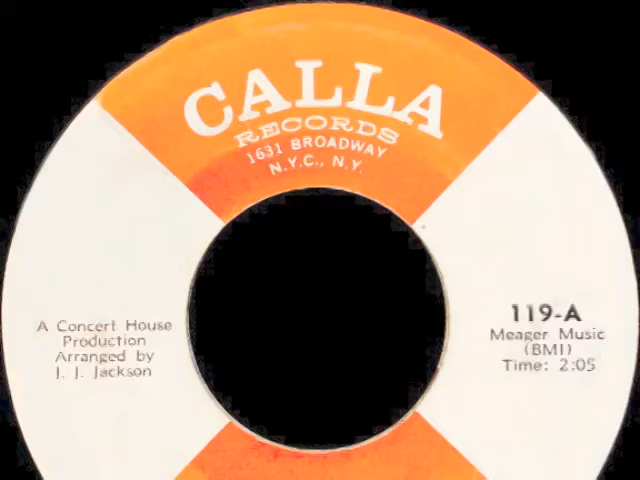 CALLA
RECORDS
1631 BROADWAY
N.Y.C., N.Y.
A Concert House
Production
Arranged by
J. J. Jackson
119-A
Meager Music
(BMI)
Time: 2:05